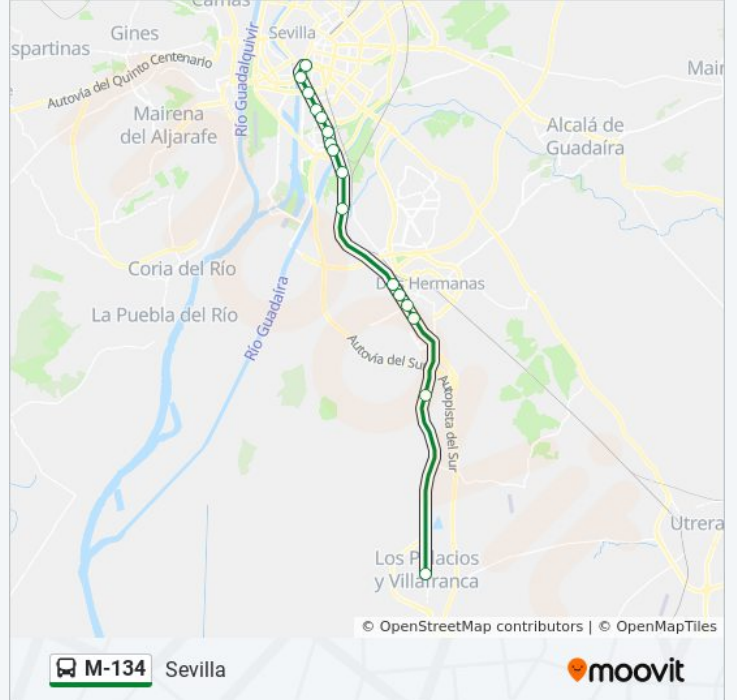 Camas
Gines
Sevilla
spartinas
Autovía del Quinto Centenario
Río Guadalquivir
Mair
Mairena
del Aljarafe
Alcalá de
Guadaíra
Coria del Río
Hermanas
La Puebla del Río
Río Guadaíra
Autovía del Sur
Autopista del Sur
Utrera
Los Palacios
y Villafranca
© OpenStreetMap contributors | © OpenMapTiles
M-134 Sevilla
moovit